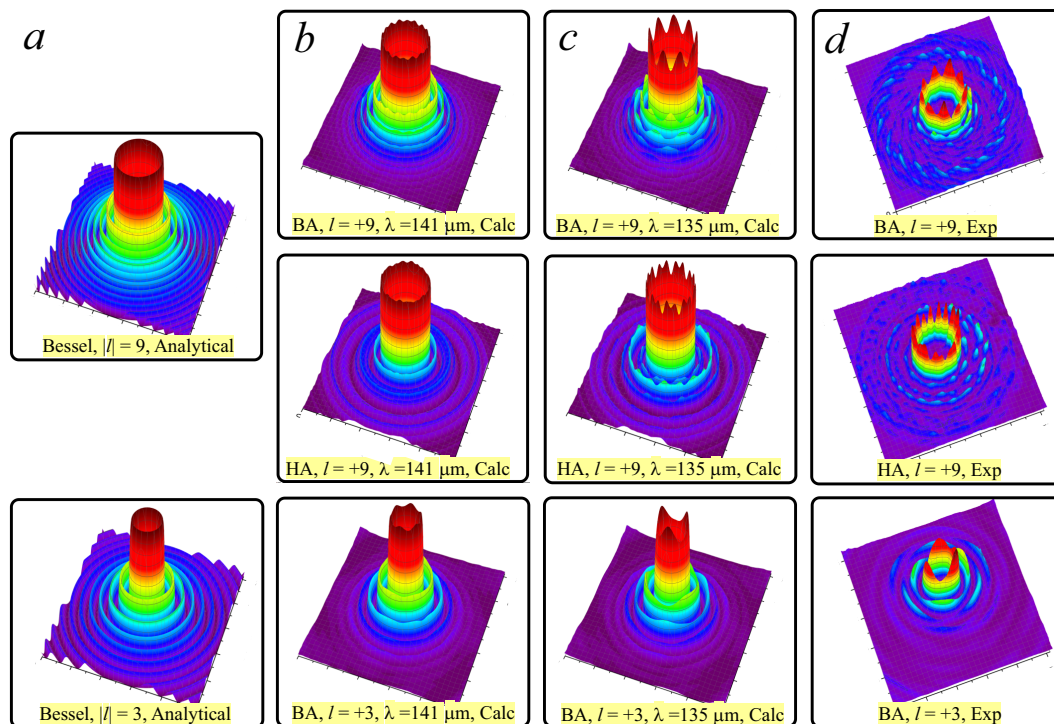 a
b
c
d
BA, l = +9, λ =141 μm, Calc
BA, l = +9, λ =135 μm, Calc
BA, l = +9, Exp
Bessel, |l| = 9, Analytical
HA, l = +9, λ =141 μm, Calc
HA, l = +9, λ =135 μm, Calc
HA, l = +9, Exp
Bessel, |l| = 3, Analytical
BA, l = +3, λ =141 μm, Calc
BA, l = +3, λ =135 μm, Calc
BA, l = +3, Exp